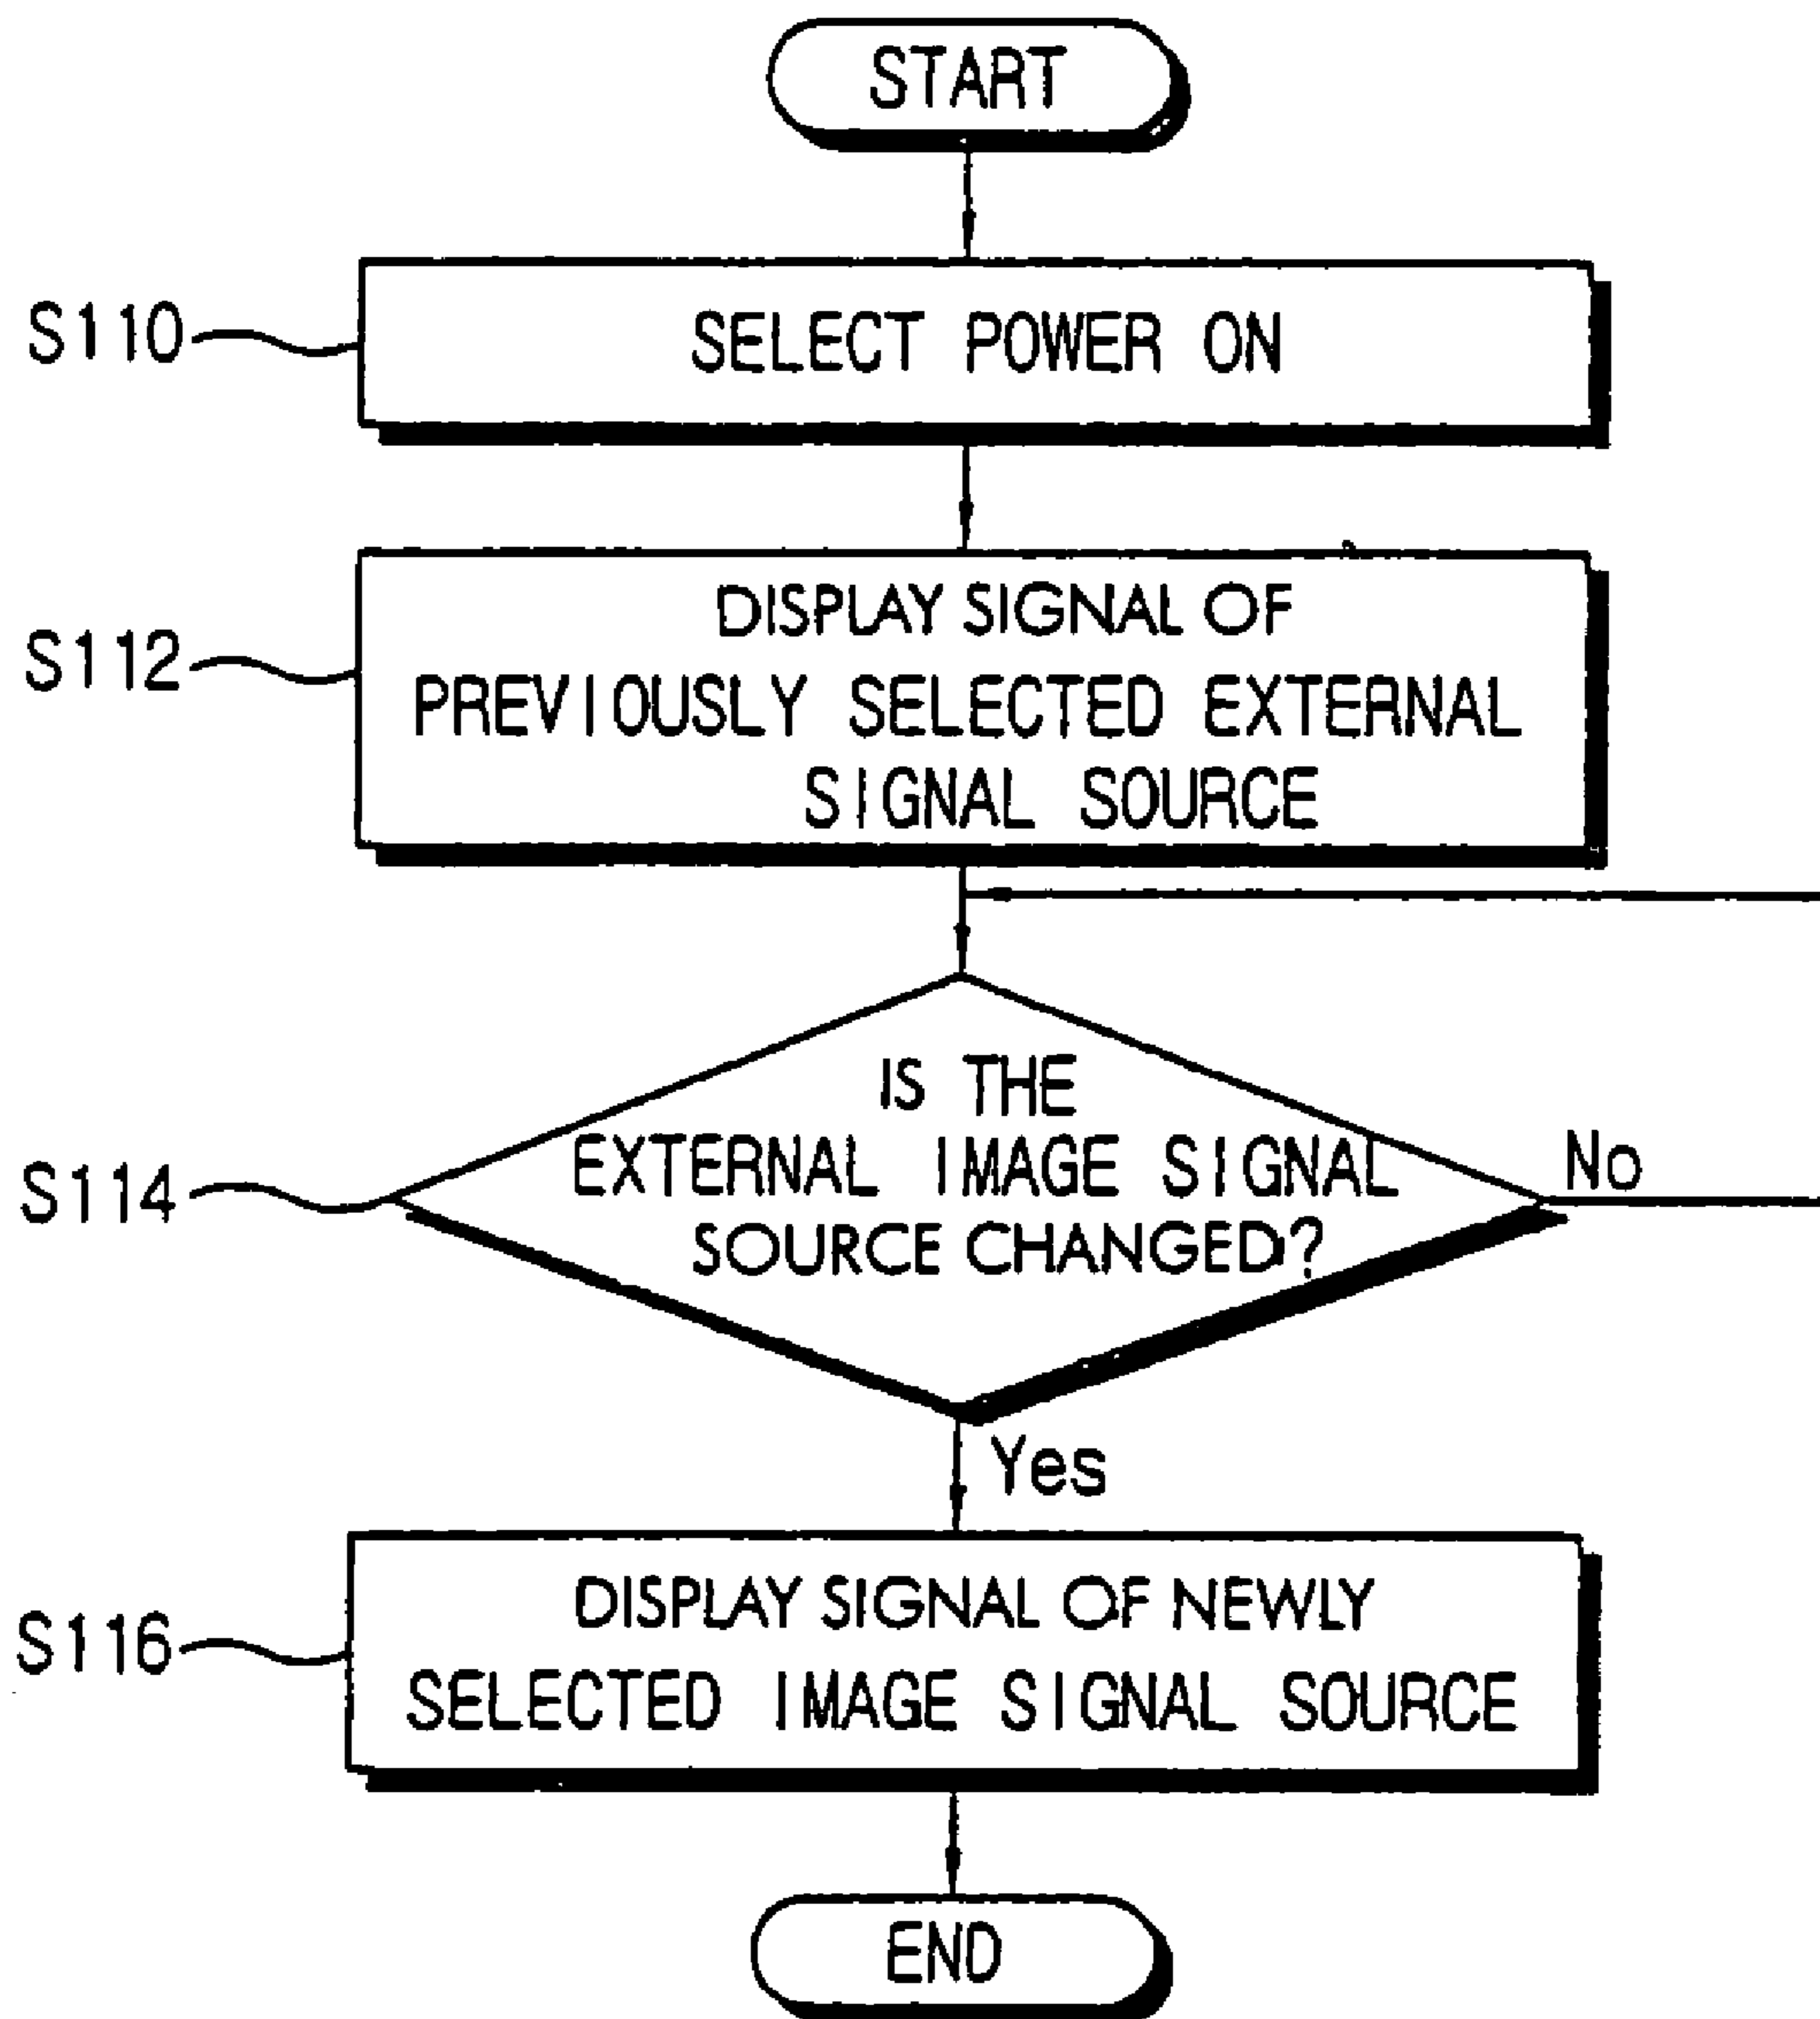 START
S110
SELECT POWER ON
S112
DISPLAY SIGNAL OF
PREVIOUSLY SELECTED EXTERNAL
SIGNAL SOURCE
S114
IS THE
EXTERNAL IMAGE SIGNAL
SOURCE CHANGED?
No
Yes
S116
DISPLAY SIGNAL OF NEWLY
SELECTED IMAGE SIGNAL SOURCE
END